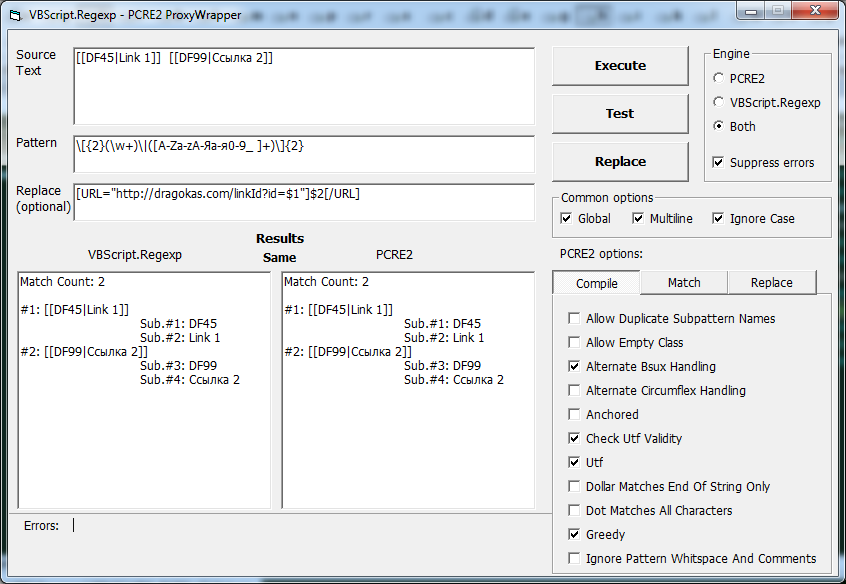 VBScript.Regexp - PCRE2 ProxyWrapper
Source
Text
[[DF45|Link 1]]  [[DF99|Ссылка 2]]
Pattern
\[{2}(\w+)\|([A-Za-zА-Яа-я0-9_ ]+)\]{2}
Replace
(optional)
[URL="http://dragokas.com/linkId?id=$1"]$2[/URL]
Execute
Test
Replace
Engine
PCRE2
VBScript.Regexp
Both
Suppress errors
Common options
Global
Multiline
Ignore Case
Results
VBScript.Regexp
Same
PCRE2
Match Count: 2
#1: [[DF45|Link 1]]
Sub.#1: DF45
Sub.#2: Link 1
#2: [[DF99|Ссылка 2]]
Sub.#3: DF99
Sub.#4: Ссылка 2
Match Count: 2
#1: [[DF45|Link 1]]
Sub.#1: DF45
Sub.#2: Link 1
#2: [[DF99|Ссылка 2]]
Sub.#3: DF99
Sub.#4: Ссылка 2
PCRE2 options:
Compile
Match
Replace
Allow Duplicate Subpattern Names
Allow Empty Class
Alternate Bsux Handling
Alternate Circumflex Handling
Anchored
Check Utf Validity
Utf
Dollar Matches End Of String Only
Dot Matches All Characters
Greedy
Ignore Pattern Whitspace And Comments
Errors: